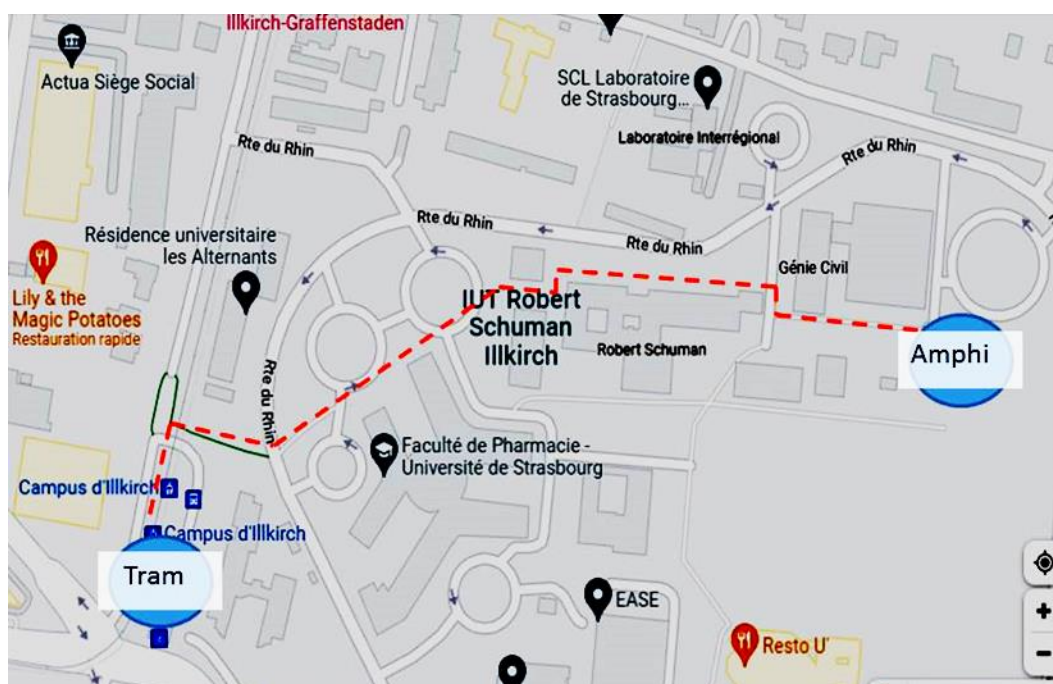 Illkirch-Graffenstaden
Actua Siège Social
SCL Laboratoire
de Strasbourg...
Laboratoire Interrégional
Rte du Rhin
Rte du Rhin
Rte du Rhin
Rte du Rhin
Résidence universitaire
les Alternants
Génie Civil
Lily & the
Magic Potatoes
Restauration rapide
IUT Robert
Schuman
Illkirch
Robert Schuman
Amphi
Rte du Rhin
Faculté de Pharmacie -
Université de Strasbourg
Campus d'Illkirch
Campus d'Illkirch
Tram
EASE
Resto U'